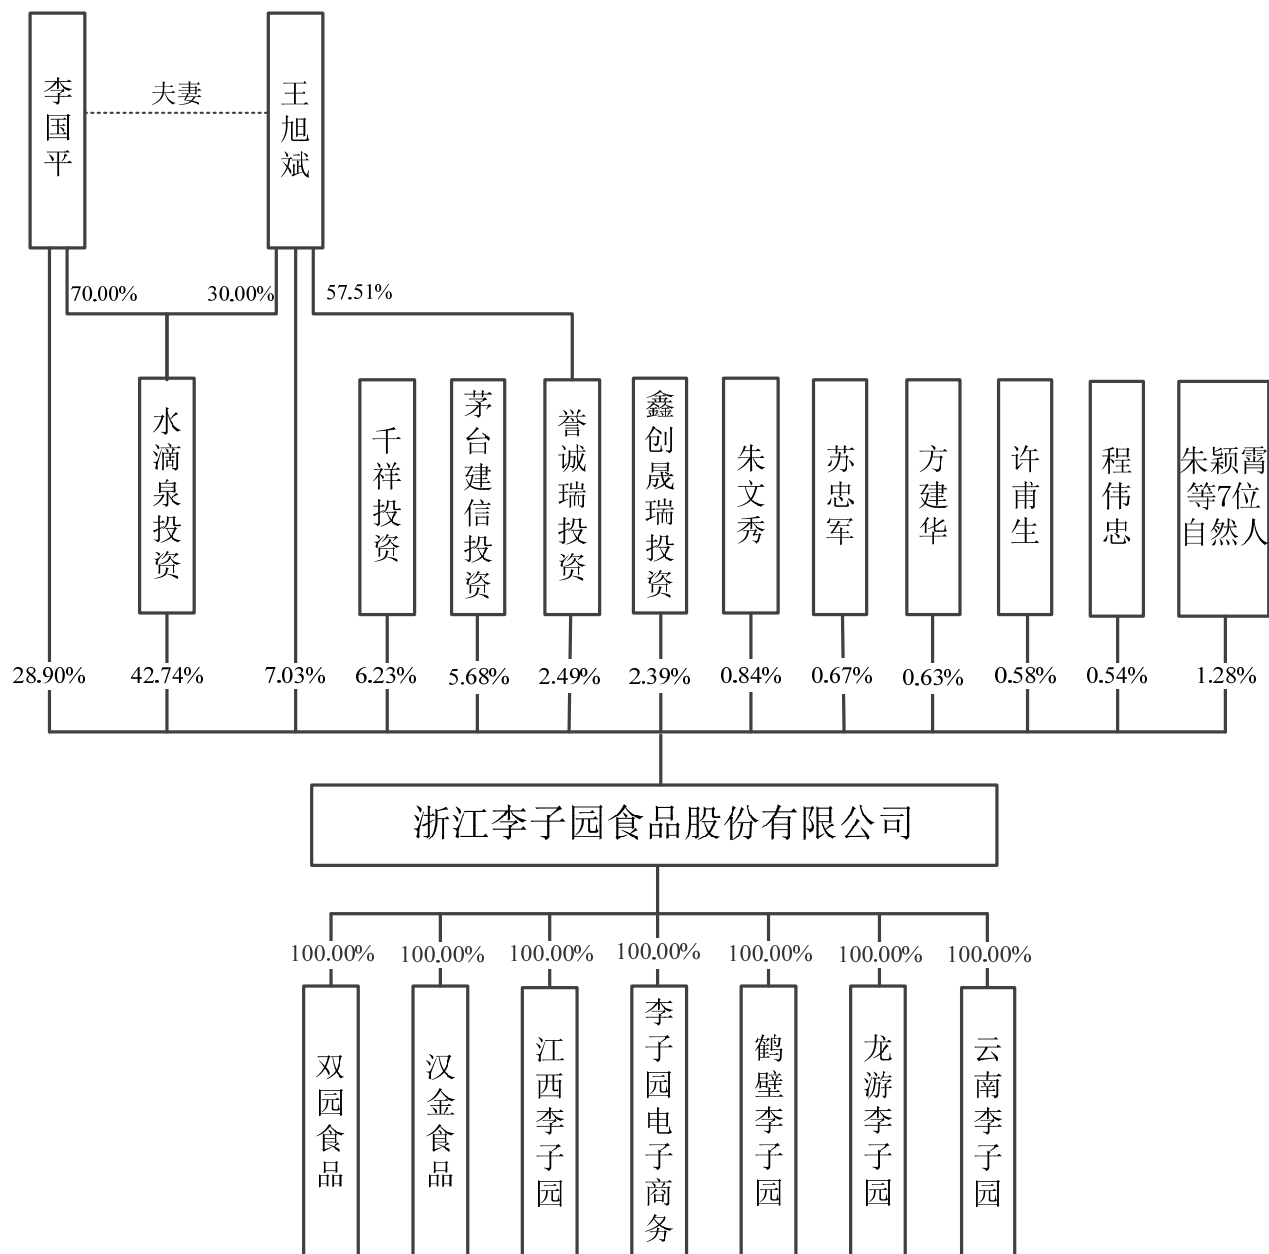 李国平
夫妻
王旭斌
70.00%
30.00%
57.51%
水滴泉投资
千祥投资
茅台建信投资
誉诚瑞投资
鑫创晟瑞投资
朱文秀
苏忠军
方建华
许甫生
程伟忠
朱颖霄
等7位
自然人
28.90%
42.74%
7.03%
6.23%
5.68%
2.49%
2.39%
0.84%
0.67%
0.63%
0.58%
0.54%
1.28%
浙江李子园食品股份有限公司
100.00%
100.00%
100.00%
100.00%
100.00%
100.00%
100.00%
双园食品
汉金食品
江西李子园
李子园电子商务
鹤壁李子园
龙游李子园
云南李子园